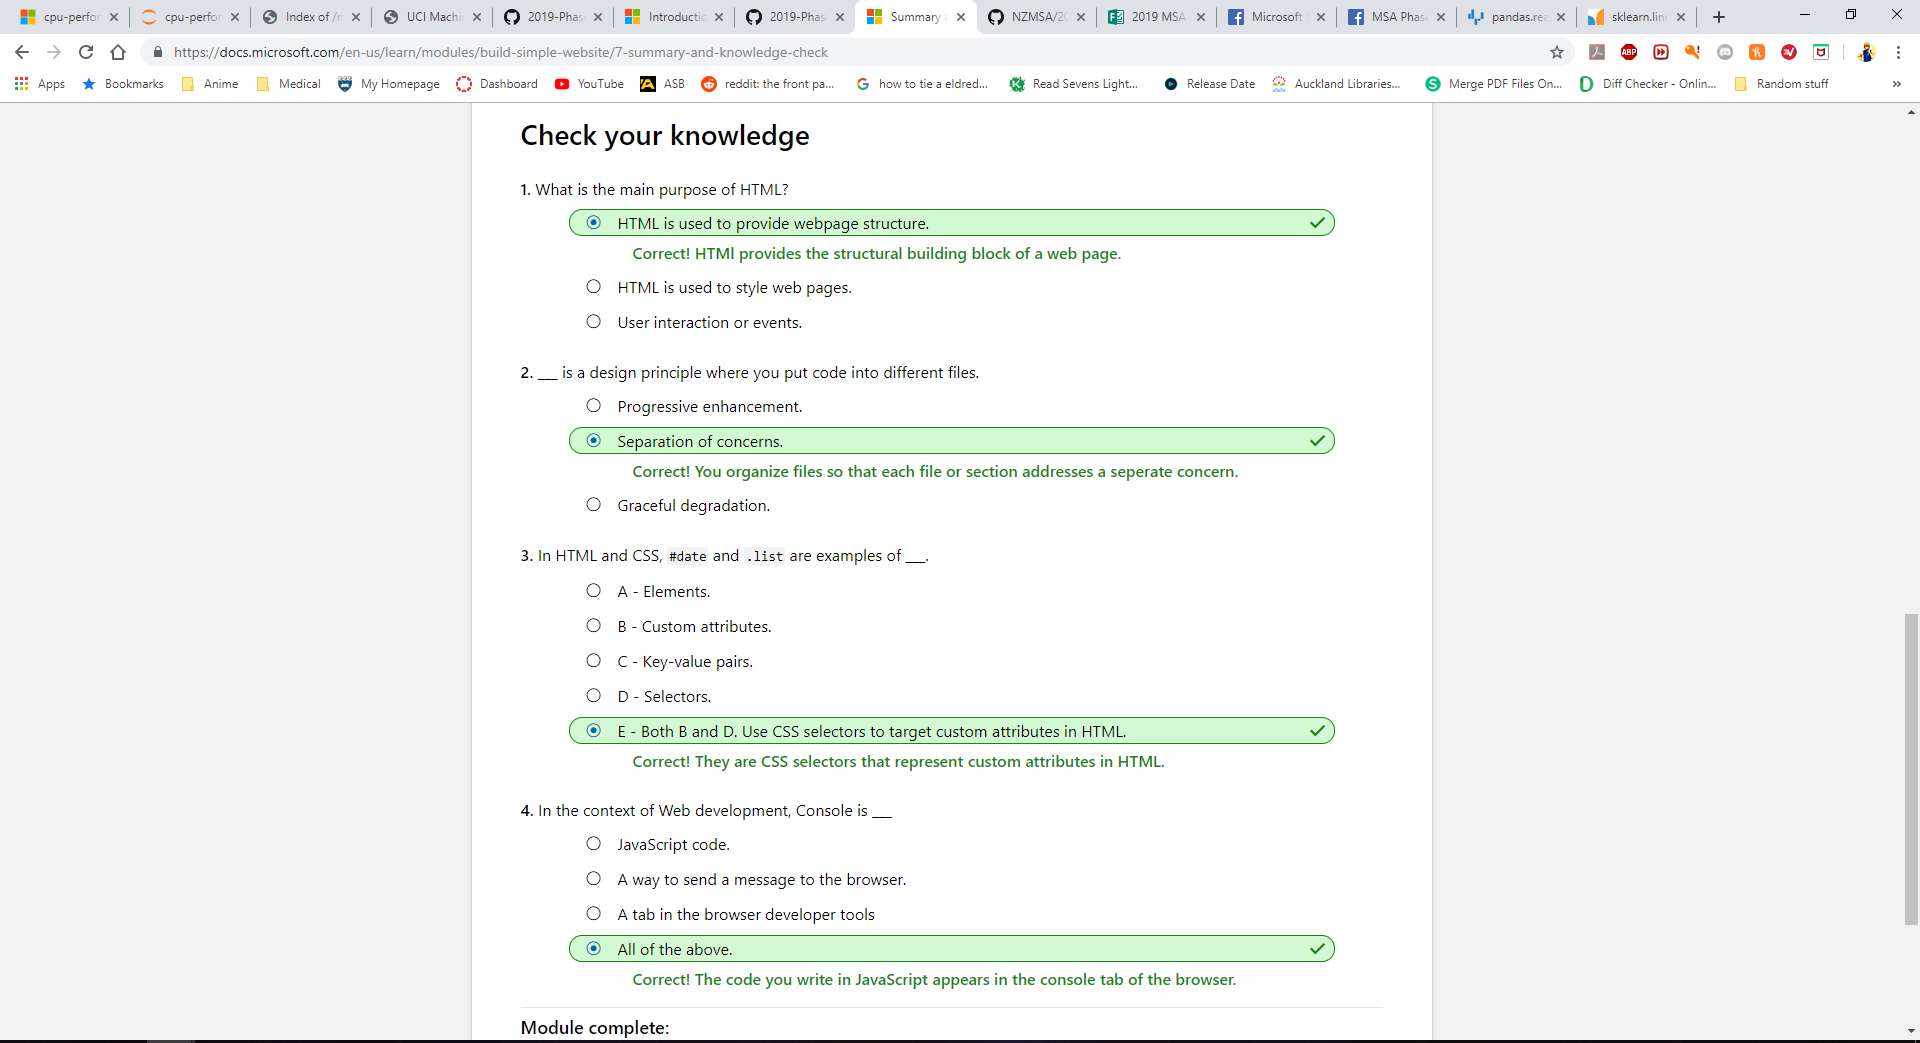 cpu-perfor
cpu-perfor
Index of /m
UCI Machin
2019-Phas
Introductio
2019-Phas
Summary a
NZMSA/20
2019 MSA
Microsoft
MSA Phas
pandas.rea
sklearn.line
https://docs.microsoft.com/en-us/learn/modules/build-simple-website/7-summary-and-knowledge-check
ABP
Apps
Bookmarks
Anime
Medical
My Homepage
Dashboard
YouTube
ASB
reddit: the front pa...
how to tie a eldred...
Read Sevens Light...
Release Date
Auckland Libraries...
Merge PDF Files On...
Diff Checker - Onlin...
Random stuff
»
Check your knowledge
1. What is the main purpose of HTML?
HTML is used to provide webpage structure.
Correct! HTMl provides the structural building block of a web page.
HTML is used to style web pages.
User interaction or events.
2. ___ is a design principle where you put code into different files.
Progressive enhancement.
Separation of concerns.
Correct! You organize files so that each file or section addresses a seperate concern.
Graceful degradation.
3. In HTML and CSS, #date and .list are examples of ___.
A - Elements.
B - Custom attributes.
C - Key-value pairs.
D - Selectors.
E - Both B and D. Use CSS selectors to target custom attributes in HTML.
Correct! They are CSS selectors that represent custom attributes in HTML.
4. In the context of Web development, Console is ___
JavaScript code.
A way to send a message to the browser.
A tab in the browser developer tools
All of the above.
Correct! The code you write in JavaScript appears in the console tab of the browser.
Module complete: